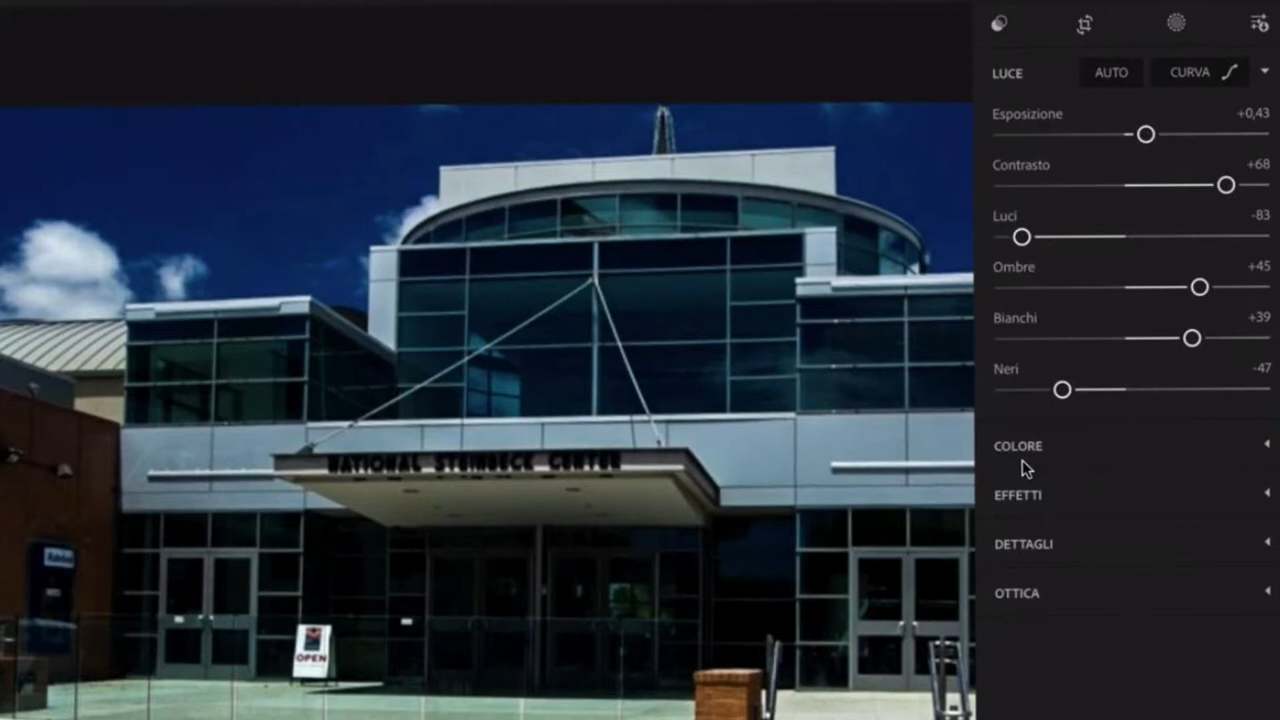 LUCE
AUTO
CURVA
Esposizione +0,43
Contrasto +68
Luci -83
Ombre +45
Bianchi +39
Neri -47
COLORE
EFFETTI
DETTAGLI
OTTICA
NATIONAL STEINBECK CENTER
OPEN